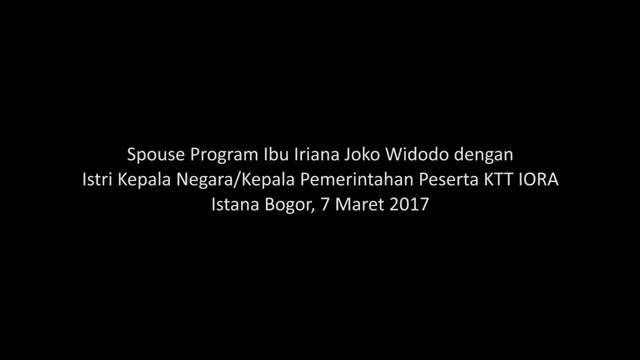 Spouse Program Ibu Iriana Joko Widodo dengan
Istri Kepala Negara/Kepala Pemerintahan Peserta KTT IORA
Istana Bogor, 7 Maret 2017